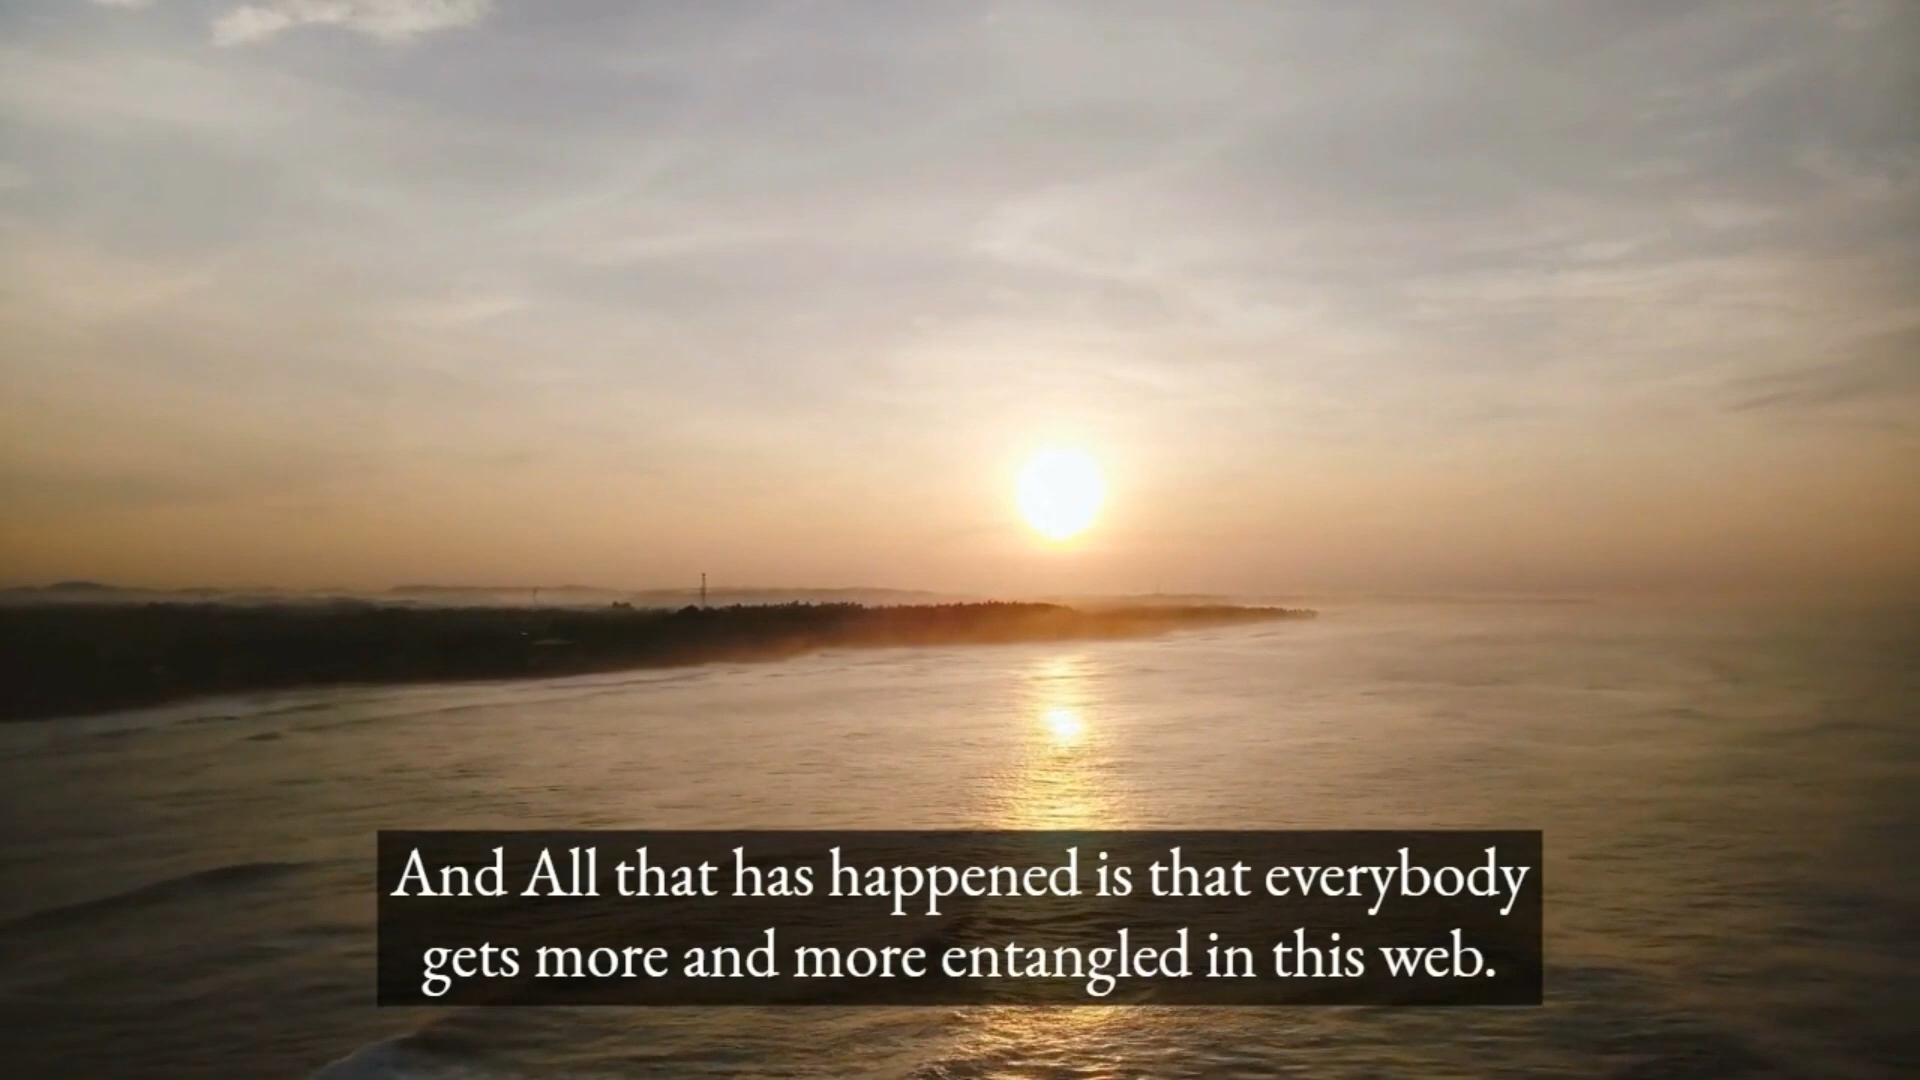 And All that has happened is that everybody
gets more and more entangled in this web.